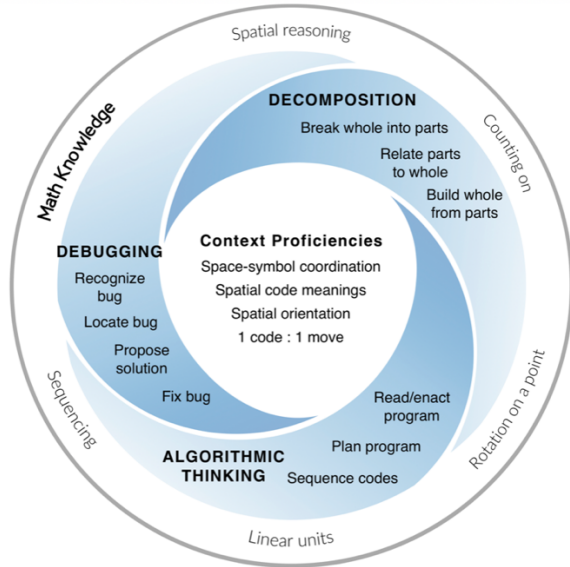 Spatial reasoning
Math Knowledge
Counting on
Rotation on a point
Linear units
Sequencing
DECOMPOSITION
Break whole into parts
Relate parts
to whole
Build whole
from parts
Context Proficiencies
Space-symbol coordination
Spatial code meanings
Spatial orientation
1 code : 1 move
DEBUGGING
Recognize
bug
Locate bug
Propose
solution
Fix bug
ALGORITHMIC
THINKING
Read/enact
program
Plan program
Sequence codes